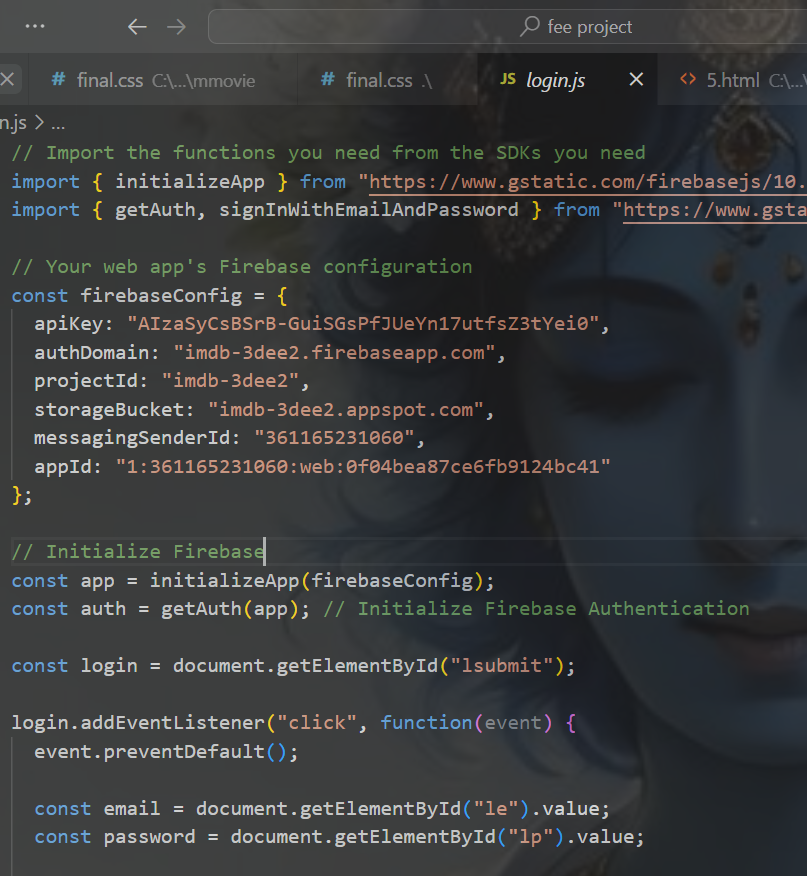 fee project
final.css C:\...\mmovie
final.css .\
JS login.js
5.html C:\...\
n.js > ...
// Import the functions you need from the SDKs you need
import { initializeApp } from "https://www.gstatic.com/firebasejs/10.
import { getAuth, signInWithEmailAndPassword } from "https://www.gsta
// Your web app's Firebase configuration
const firebaseConfig = {
apiKey: "AIzaSyCsBSrB-GuiSGsPfJUeYn17utfsZ3tYei0",
authDomain: "imdb-3dee2.firebaseapp.com",
projectId: "imdb-3dee2",
storageBucket: "imdb-3dee2.appspot.com",
messagingSenderId: "361165231060",
appId: "1:361165231060:web:0f04bea87ce6fb9124bc41"
};
// Initialize Firebase
const app = initializeApp(firebaseConfig);
const auth = getAuth(app); // Initialize Firebase Authentication
const login = document.getElementById("lsubmit");
login.addEventListener("click", function(event) {
event.preventDefault();
const email = document.getElementById("le").value;
const password = document.getElementById("lp").value;